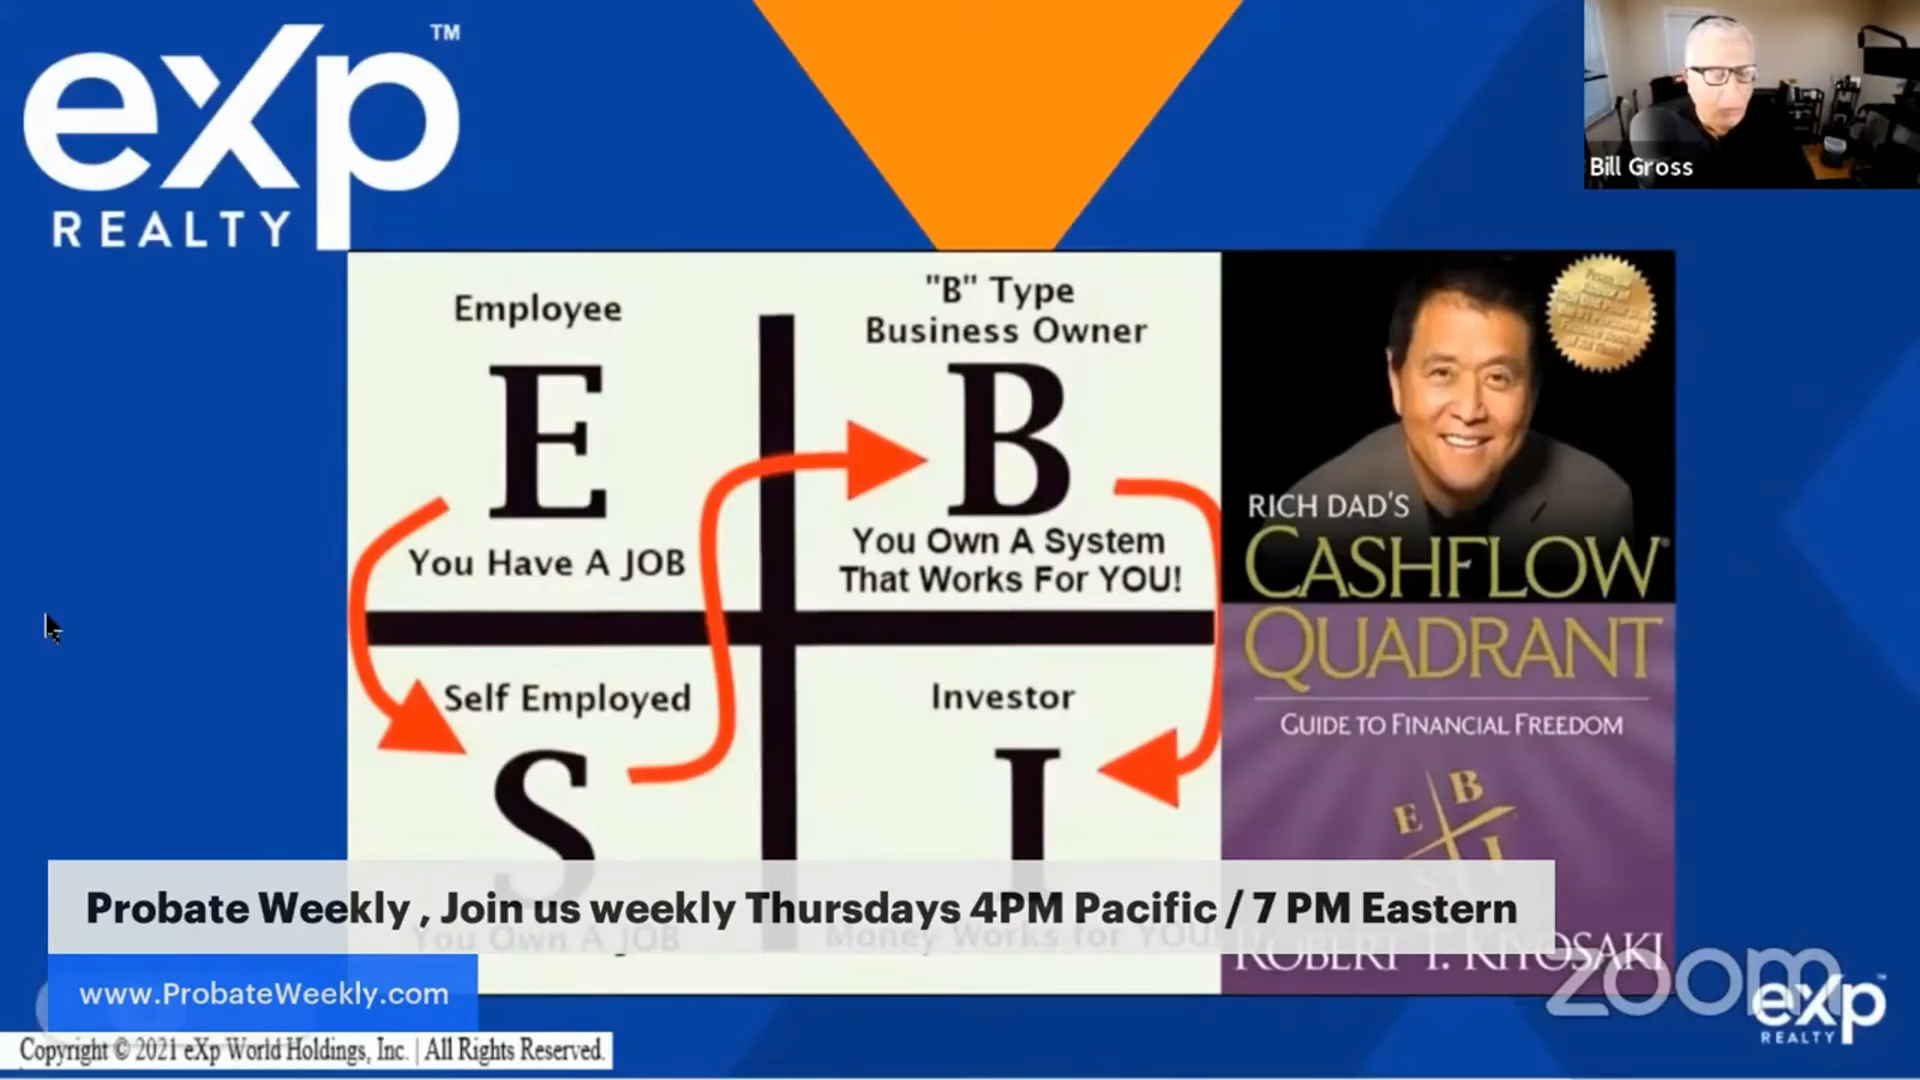 eXp™
REALTY
Bill Gross
Employee
E
You Have A JOB
"B" Type
Business Owner
B
You Own A System
That Works For YOU!
Self Employed
S
You Own A JOB
Investor
I
Money Works for YOU
RICH DAD'S
CASHFLOW®
QUADRANT
GUIDE TO FINANCIAL FREEDOM
E B
I
ROBERT T. KIYOSAKI
Probate Weekly , Join us weekly Thursdays 4PM Pacific / 7 PM Eastern
www.ProbateWeekly.com
zoom
eXp™
REALTY
Copyright © 2021 eXp World Holdings, Inc. | All Rights Reserved.